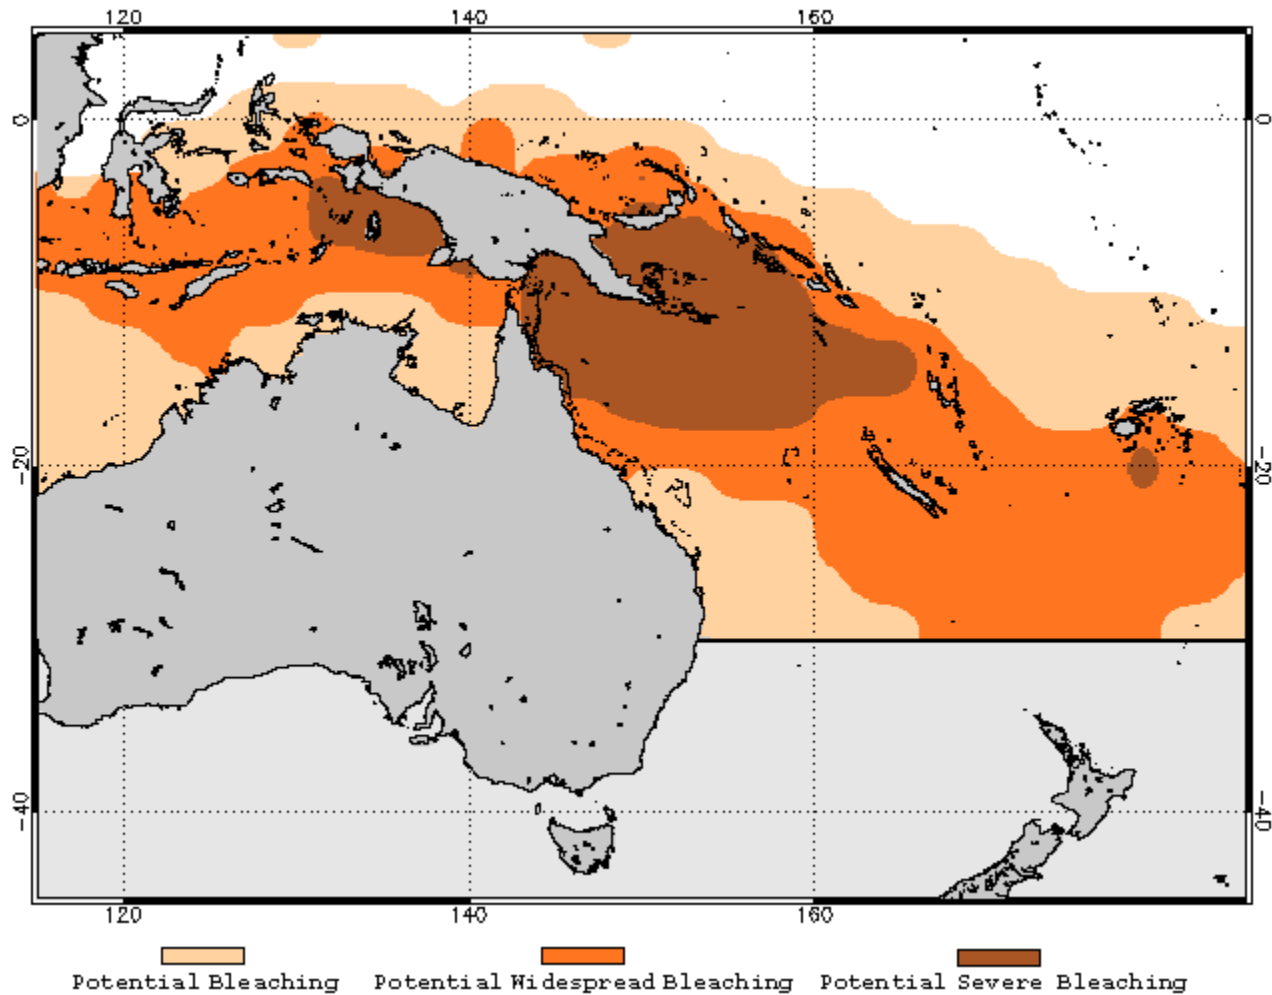 120 140 160
0 0
-20 -20
-40 -40
120 140 160
Potential Bleaching Potential Widespread Bleaching Potential Severe Bleaching